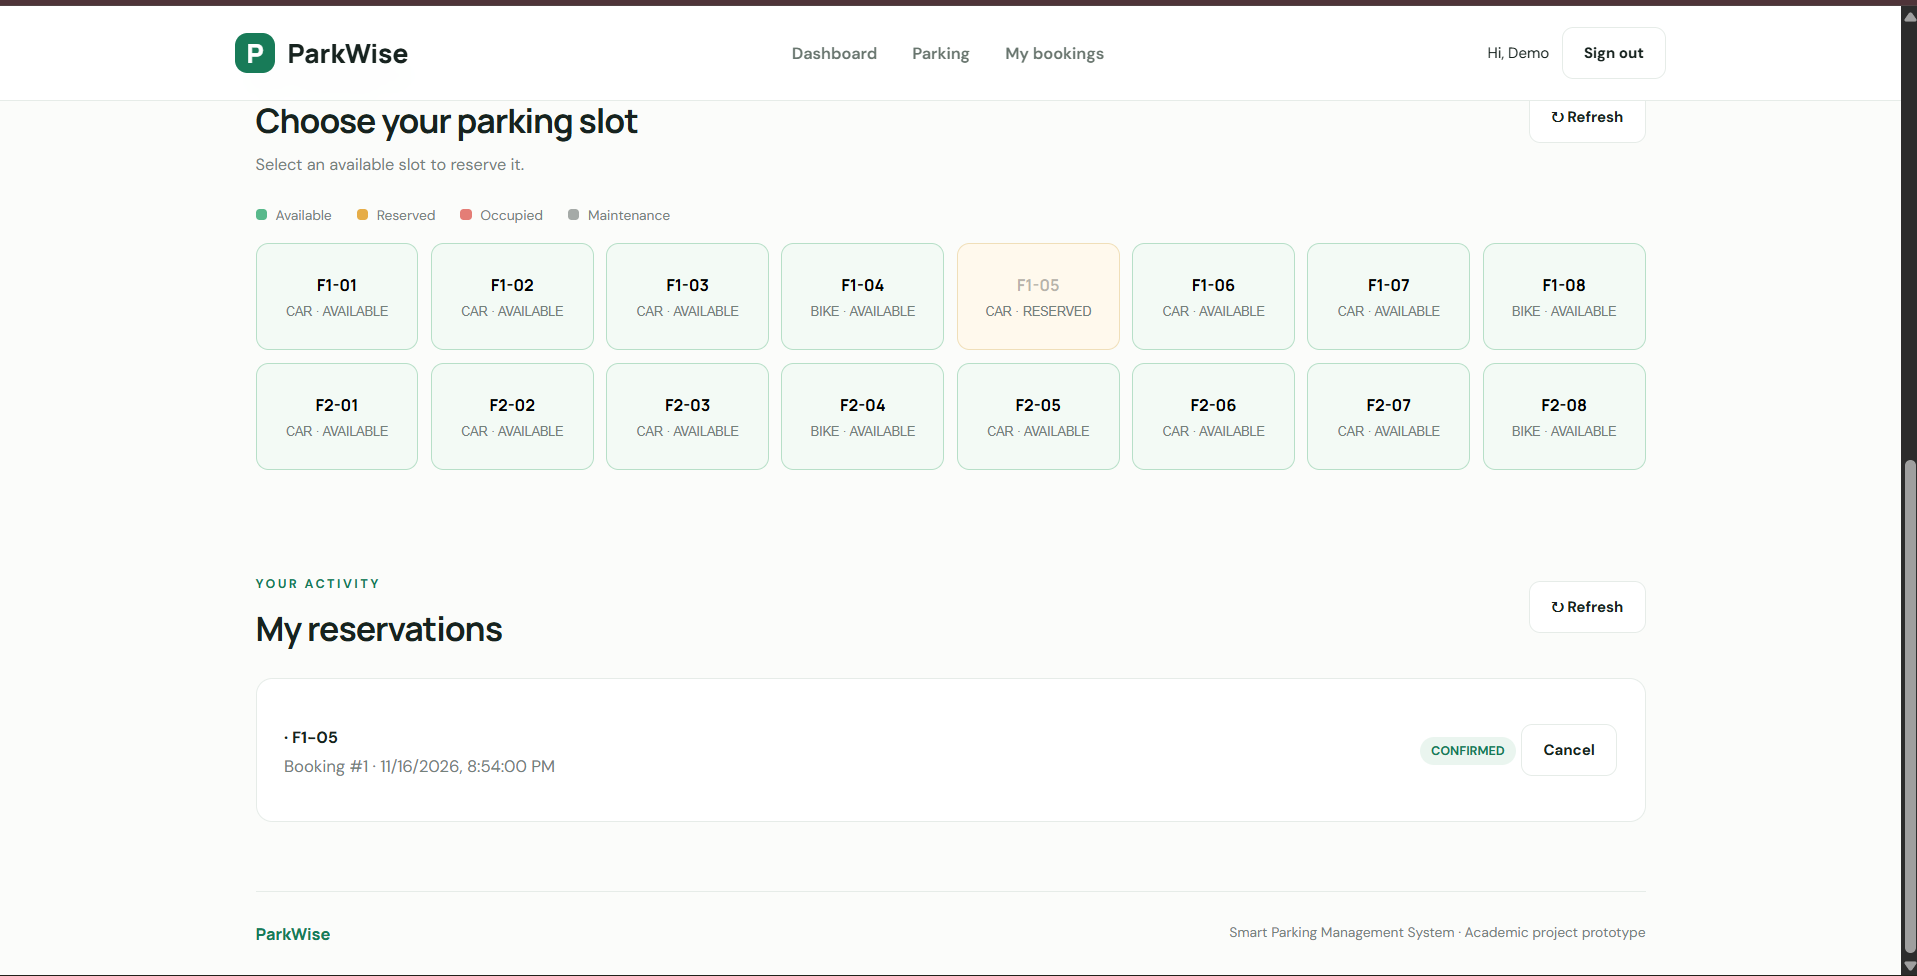 P ParkWise Dashboard Parking My bookings Hi, Demo Sign out
Choose your parking slot
↻ Refresh
Select an available slot to reserve it.
Available Reserved Occupied Maintenance
F1-01 F1-02 F1-03 F1-04 F1-05 F1-06 F1-07 F1-08
CAR · AVAILABLE CAR · AVAILABLE CAR · AVAILABLE BIKE · AVAILABLE CAR · RESERVED CAR · AVAILABLE CAR · AVAILABLE BIKE · AVAILABLE
F2-01 F2-02 F2-03 F2-04 F2-05 F2-06 F2-07 F2-08
CAR · AVAILABLE CAR · AVAILABLE CAR · AVAILABLE BIKE · AVAILABLE CAR · AVAILABLE CAR · AVAILABLE CAR · AVAILABLE BIKE · AVAILABLE
YOUR ACTIVITY
My reservations
↻ Refresh
· F1-05
Booking #1 · 11/16/2026, 8:54:00 PM
CONFIRMED Cancel
ParkWise Smart Parking Management System · Academic project prototype